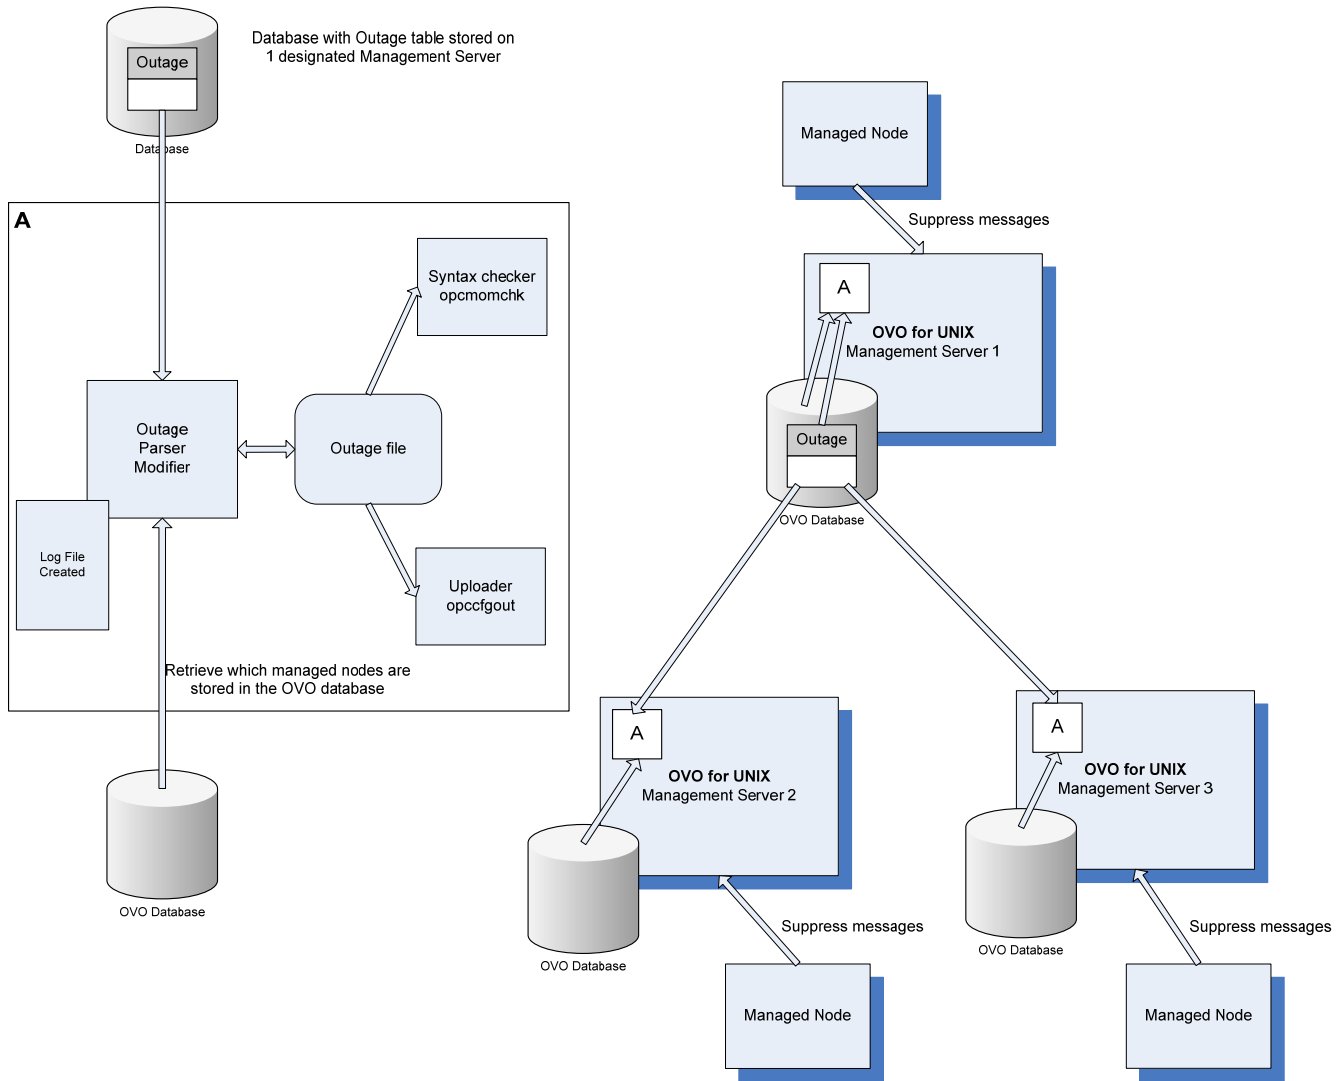 Outage
Database with Outage table stored on
1 designated Management Server
Database
A
Syntax checker
opcmomchk
Outage
Parser
Modifier
Outage file
Log File
Created
Uploader
opccfgout
Retrieve which managed nodes are
stored in the OVO database
OVO Database
Managed Node
Suppress messages
A
OVO for UNIX
Management Server 1
Outage
OVO Database
A
OVO for UNIX
Management Server 2
OVO Database
Suppress messages
Managed Node
A
OVO for UNIX
Management Server 3
OVO Database
Suppress messages
Managed Node